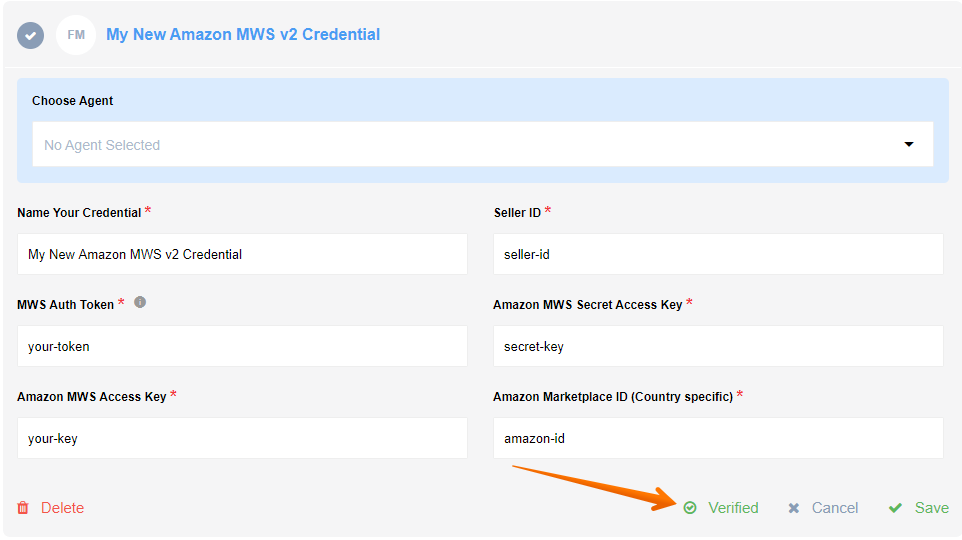 FM My New Amazon MWS v2 Credential
Choose Agent
No Agent Selected
Name Your Credential *
Seller ID *
My New Amazon MWS v2 Credential
seller-id
MWS Auth Token * i
Amazon MWS Secret Access Key *
your-token
secret-key
Amazon MWS Access Key *
Amazon Marketplace ID (Country specific) *
your-key
amazon-id
Delete
Verified
Cancel
Save